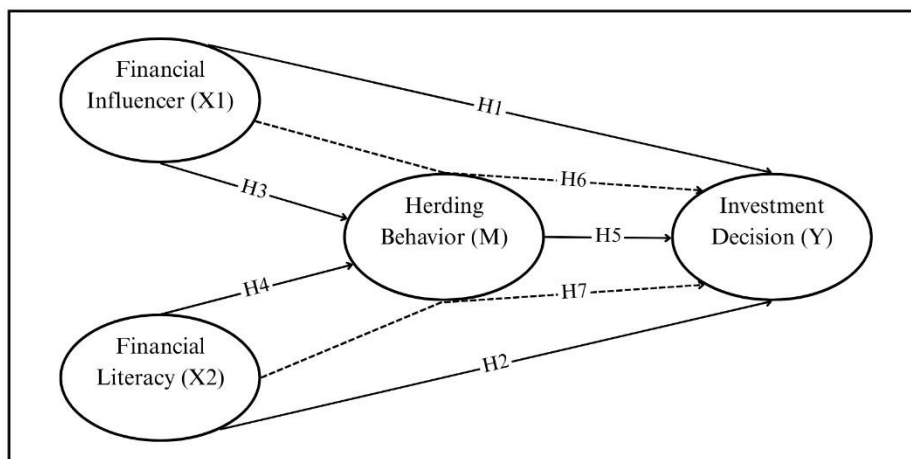 Financial
Influencer (X1)
H1
H3
H6
Herding
Behavior (M)
H5
Investment
Decision (Y)
H4
H7
Financial
Literacy (X2)
H2